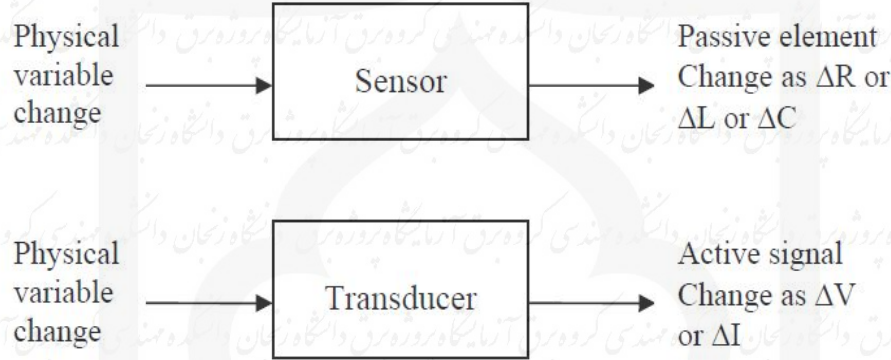 Physical
variable
change
Sensor
Passive element
Change as ΔR or
ΔL or ΔC
Physical
variable
change
Transducer
Active signal
Change as ΔV
or ΔI